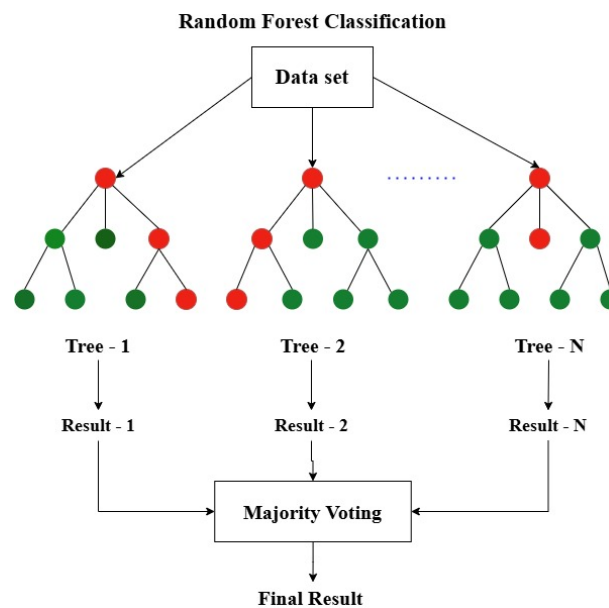 Random Forest Classification
Data set
Tree - 1
Tree - 2
Tree - N
Result - 1
Result - 2
Result - N
Majority Voting
Final Result